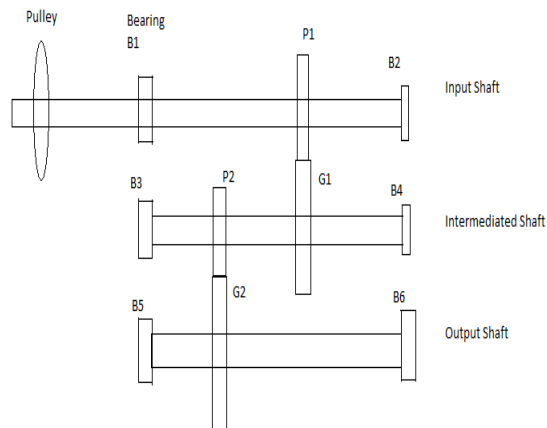 Pulley
Bearing
B1
P1
B2
Input Shaft
P2
G1
B3
B4
Intermediated Shaft
G2
B5
B6
Output Shaft